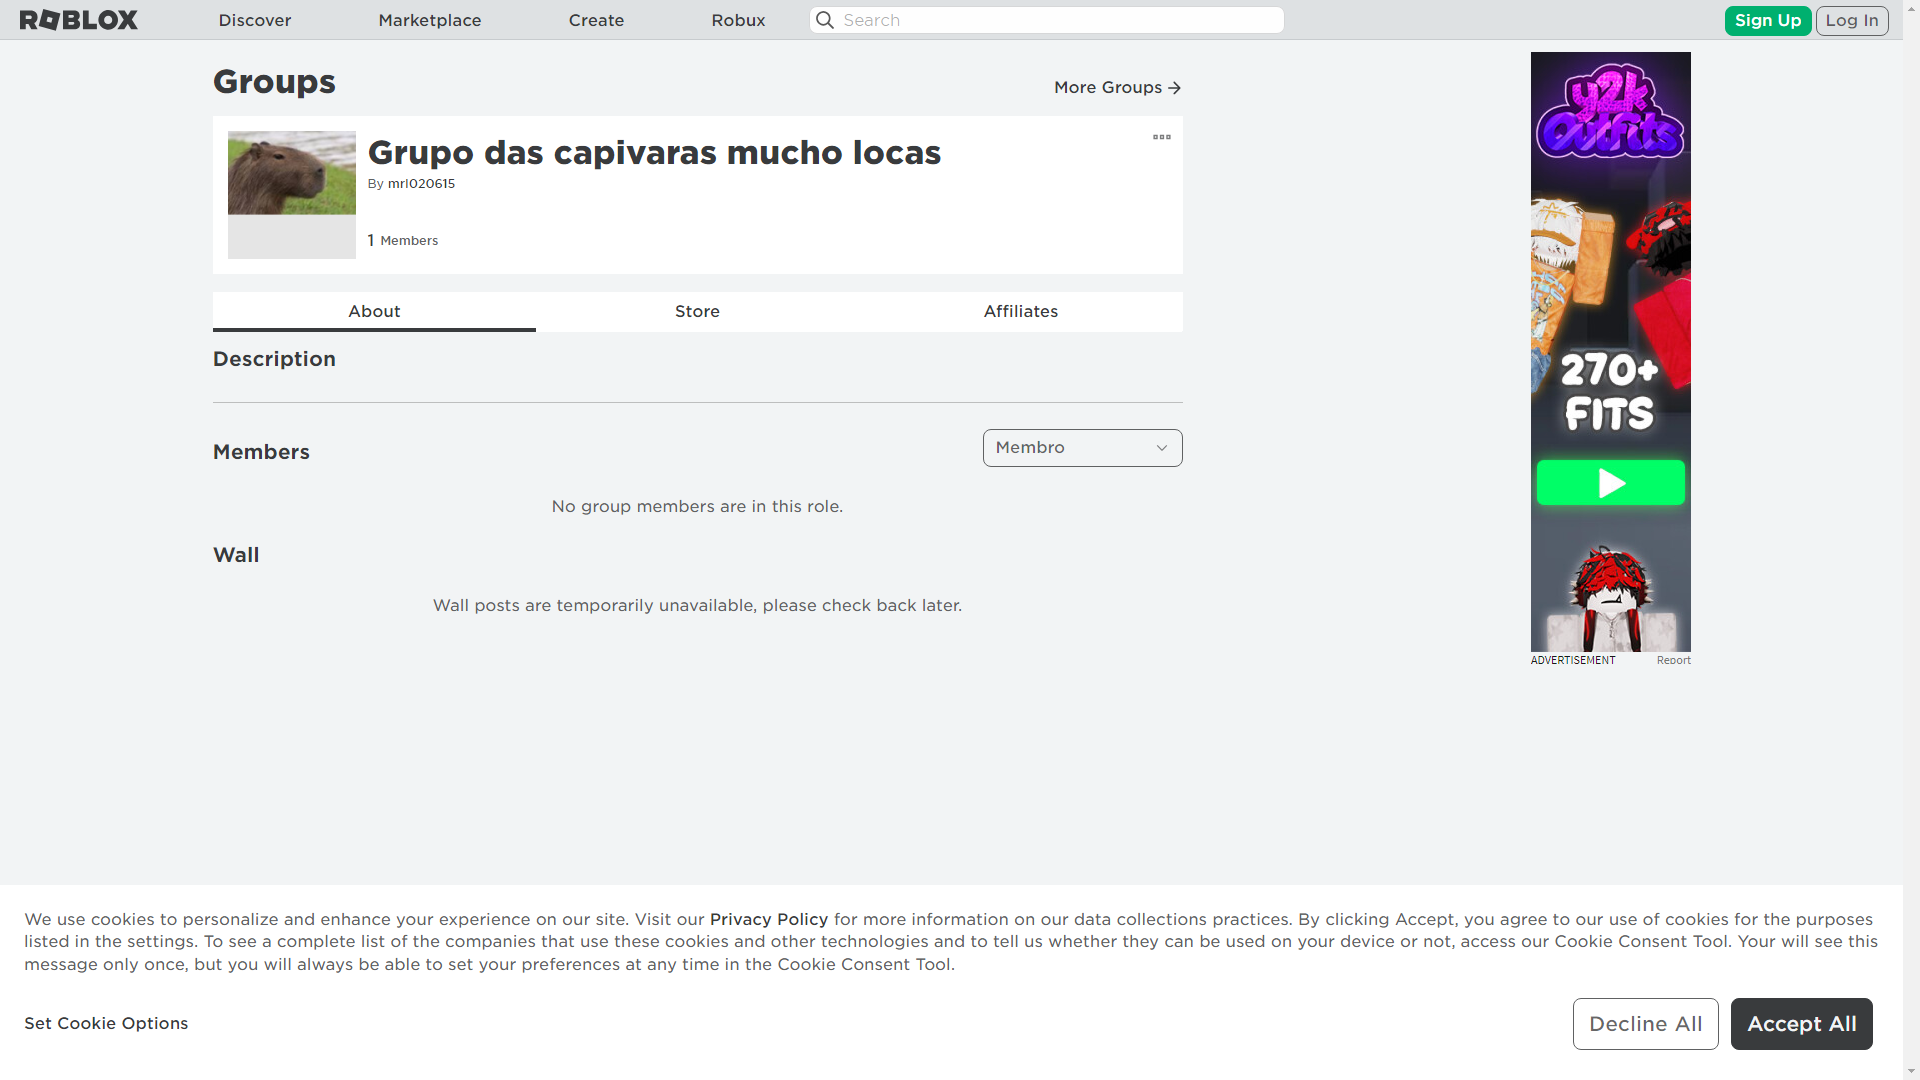 ROBLOX
Discover
Marketplace
Create
Robux
Search
Sign Up
Log In
Groups
More Groups
Grupo das capivaras mucho locas
By mrl020615
1 Members
About
Store
Affiliates
Description
Members
Membro
No group members are in this role.
Wall
Wall posts are temporarily unavailable, please check back later.
y2k
Outfits
270+
FITS
ADVERTISEMENT
Report
We use cookies to personalize and enhance your experience on our site. Visit our Privacy Policy for more information on our data collections practices. By clicking Accept, you agree to our use of cookies for the purposes
listed in the settings. To see a complete list of the companies that use these cookies and other technologies and to tell us whether they can be used on your device or not, access our Cookie Consent Tool. Your will see this
message only once, but you will always be able to set your preferences at any time in the Cookie Consent Tool.
Set Cookie Options
Decline All
Accept All